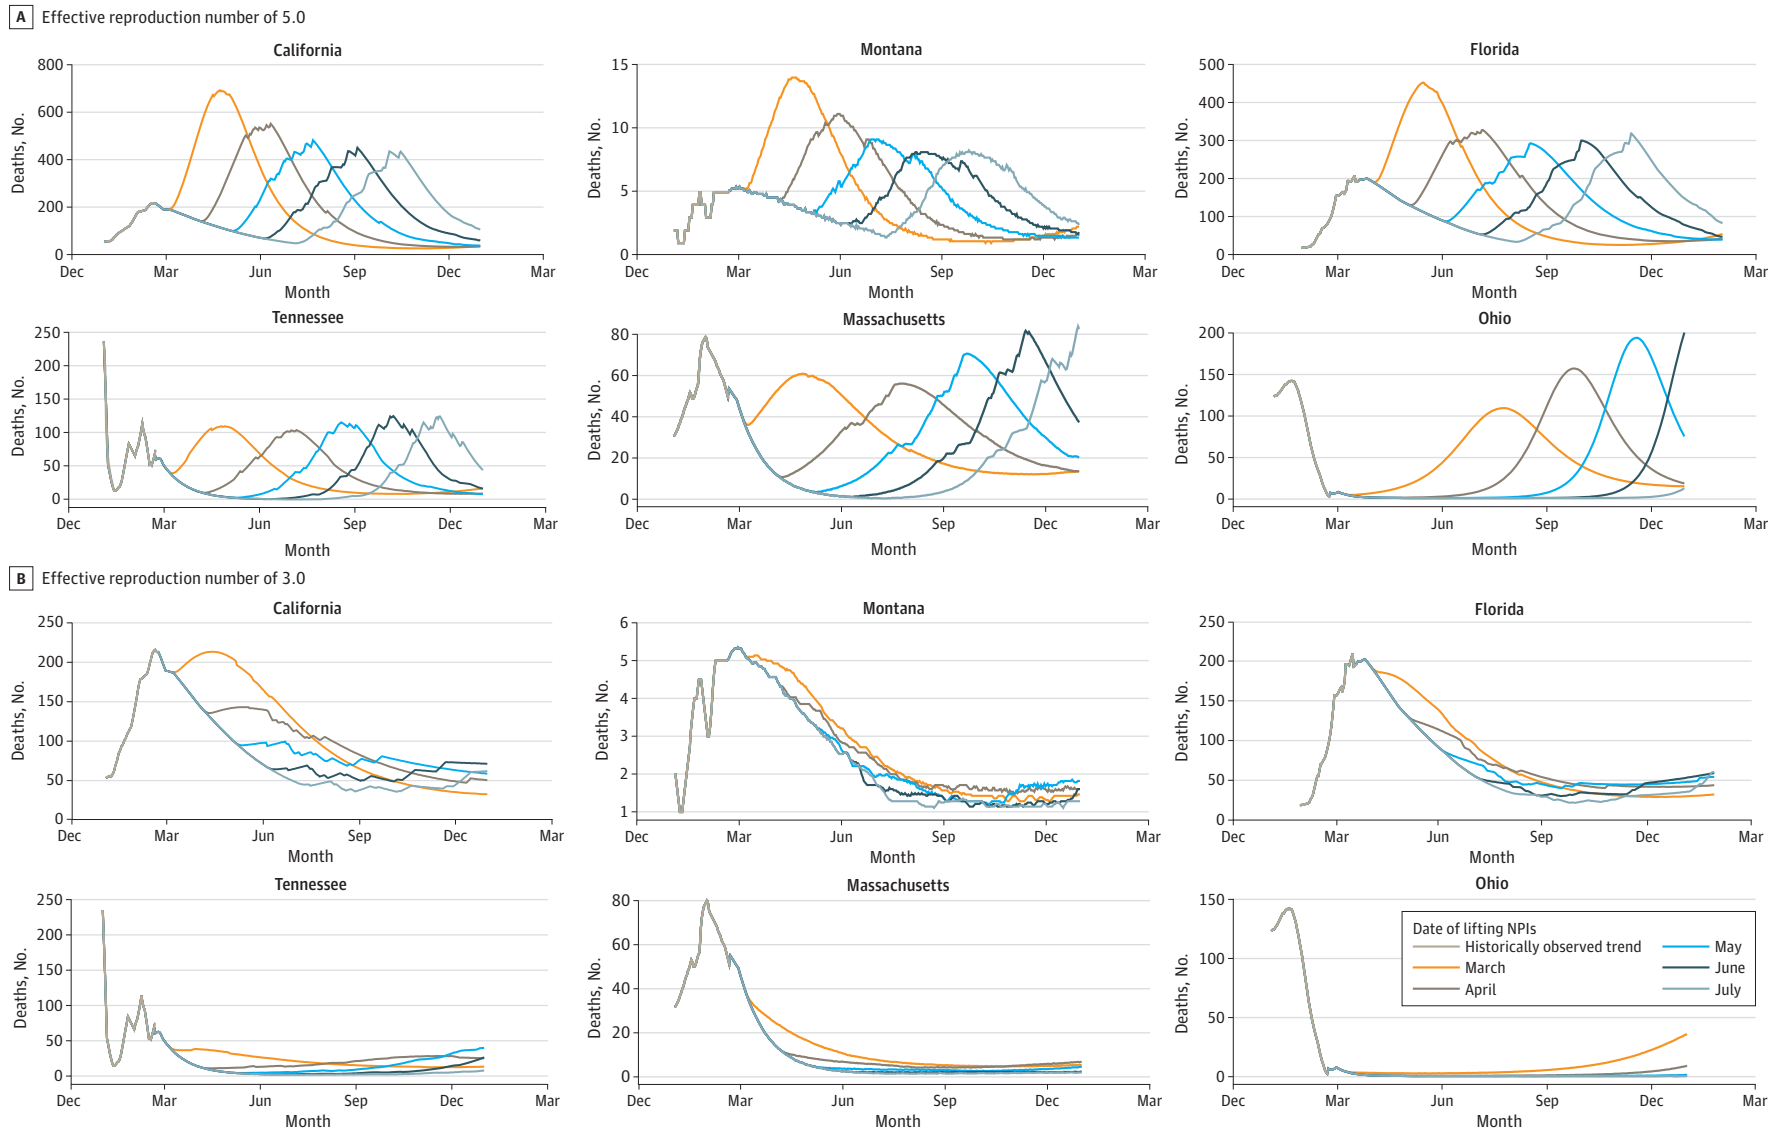 A Effective reproduction number of 5.0
California
Deaths, No.
800
600
400
200
0
Dec Mar Jun Sep Dec Mar
Month
Montana
Deaths, No.
15
10
5
0
Dec Mar Jun Sep Dec Mar
Month
Florida
Deaths, No.
500
400
300
200
100
0
Dec Mar Jun Sep Dec Mar
Month
Tennessee
Deaths, No.
250
200
150
100
50
0
Dec Mar Jun Sep Dec Mar
Month
Massachusetts
Deaths, No.
80
60
40
20
0
Dec Mar Jun Sep Dec Mar
Month
Ohio
Deaths, No.
200
150
100
50
0
Dec Mar Jun Sep Dec Mar
Month
B Effective reproduction number of 3.0
California
Deaths, No.
250
200
150
100
50
0
Dec Mar Jun Sep Dec Mar
Month
Montana
Deaths, No.
6
5
4
3
2
1
Dec Mar Jun Sep Dec Mar
Month
Florida
Deaths, No.
250
200
150
100
50
0
Dec Mar Jun Sep Dec Mar
Month
Tennessee
Deaths, No.
250
200
150
100
50
0
Dec Mar Jun Sep Dec Mar
Month
Massachusetts
Deaths, No.
80
60
40
20
0
Dec Mar Jun Sep Dec Mar
Month
Ohio
Deaths, No.
150
100
50
0
Dec Mar Jun Sep Dec Mar
Month
Date of lifting NPIs
Historically observed trend
March
April
May
June
July